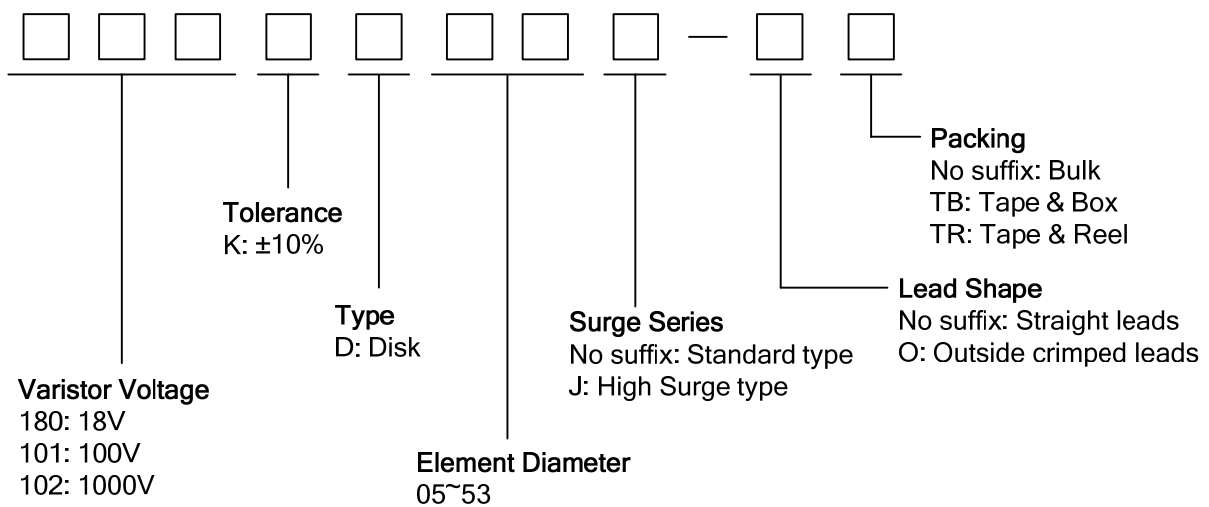 Packing
No suffix: Bulk
TB: Tape & Box
TR: Tape & Reel
Tolerance
K: ±10%
Lead Shape
No suffix: Straight leads
O: Outside crimped leads
Type
D: Disk
Surge Series
No suffix: Standard type
J: High Surge type
Varistor Voltage
180: 18V
101: 100V
102: 1000V
Element Diameter
05~53